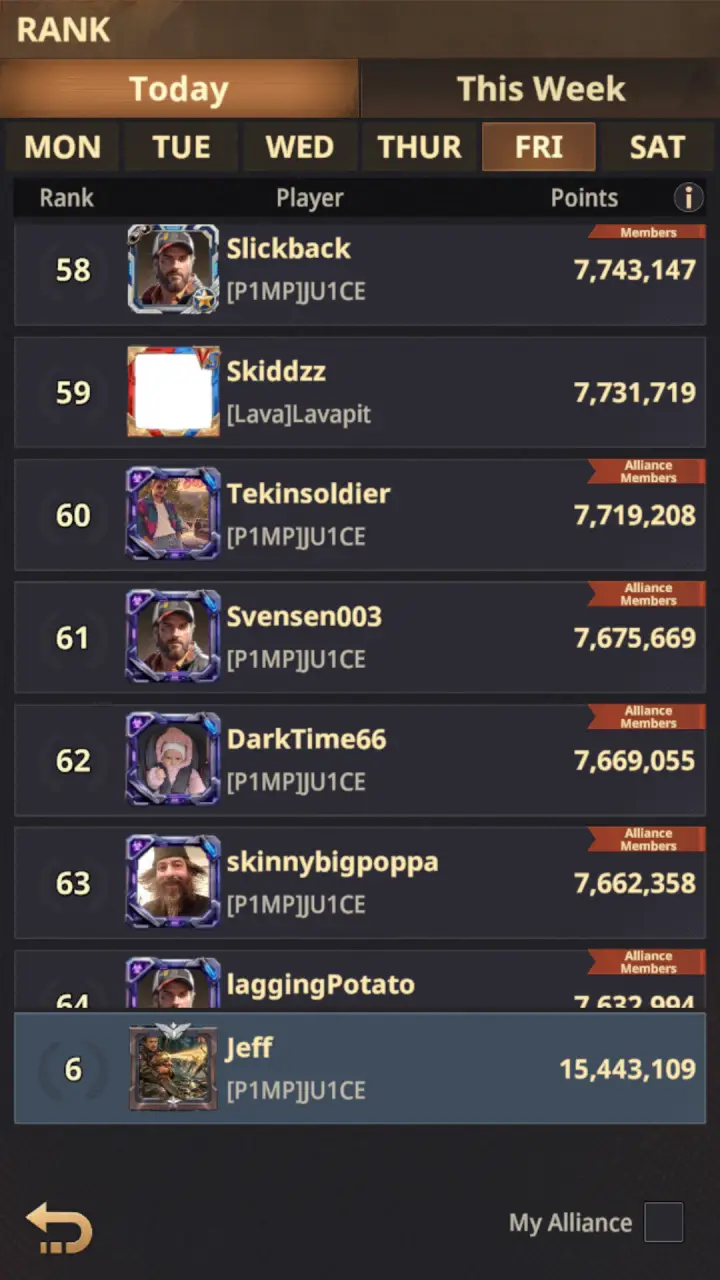 RANK
Today
This Week
MON TUE WED THUR FRI SAT
Rank Player Points i
Members
58 Slickback 7,743,147
[P1MP]JU1CE
59 Skiddzz 7,731,719
[Lava]Lavapit
Alliance
Members
60 Tekinsoldier 7,719,208
[P1MP]JU1CE
Alliance
Members
61 Svensen003 7,675,669
[P1MP]JU1CE
Alliance
Members
62 DarkTime66 7,669,055
[P1MP]JU1CE
Alliance
Members
63 skinnybigpoppa 7,662,358
[P1MP]JU1CE
Alliance
Members
64 laggingPotato 7,632,994
6 Jeff 15,443,109
[P1MP]JU1CE
My Alliance